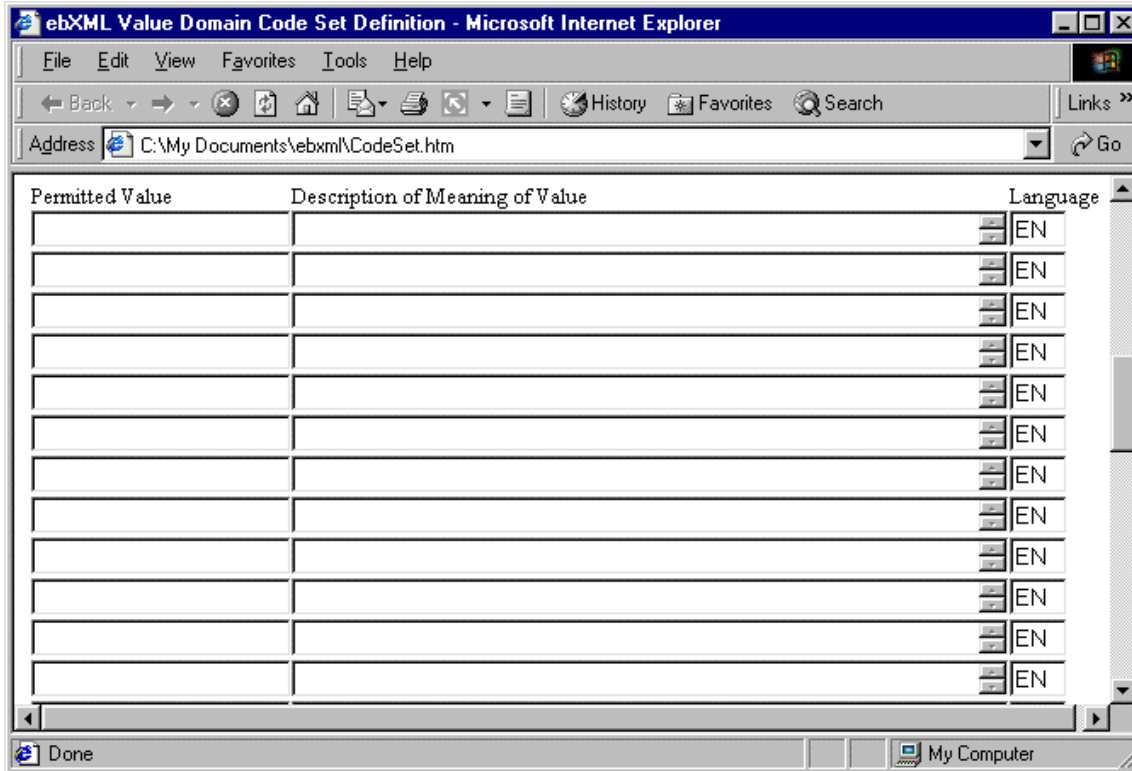 ebXML Value Domain Code Set Definition - Microsoft Internet Explorer
File Edit View Favorites Tools Help
Back History Favorites Search Links »
Address C:\My Documents\ebxml\CodeSet.htm Go
Permitted Value Description of Meaning of Value Language
EN
EN
EN
EN
EN
EN
EN
EN
EN
EN
EN
EN
Done My Computer